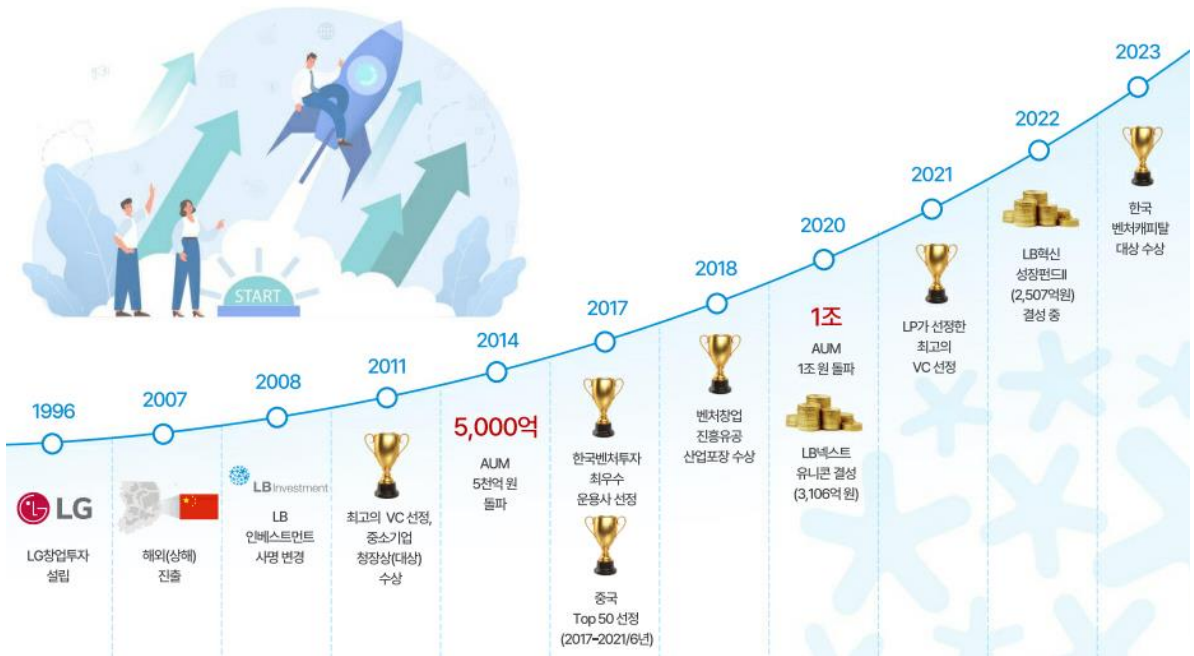 START
1996
LG
LG창업투자
설립
2007
해외(상해)
진출
2008
LB Investment
LB
인베스트먼트
사명 변경
2011
최고의 VC 선정,
중소기업
청장상(대상)
수상
2014
5,000억
AUM
5천억 원
돌파
2017
한국벤처투자
최우수
운용사 선정
중국
Top 50 선정
(2017-2021/6년)
2018
벤처창업
진흥유공
산업포장 수상
2020
1조
AUM
1조 원 돌파
LB넥스트
유니콘 결성
(3,106억 원)
2021
LP가 선정한
최고의
VC 선정
2022
LB혁신
성장펀드II
(2,507억원)
결성 중
2023
한국
벤처캐피탈
대상 수상